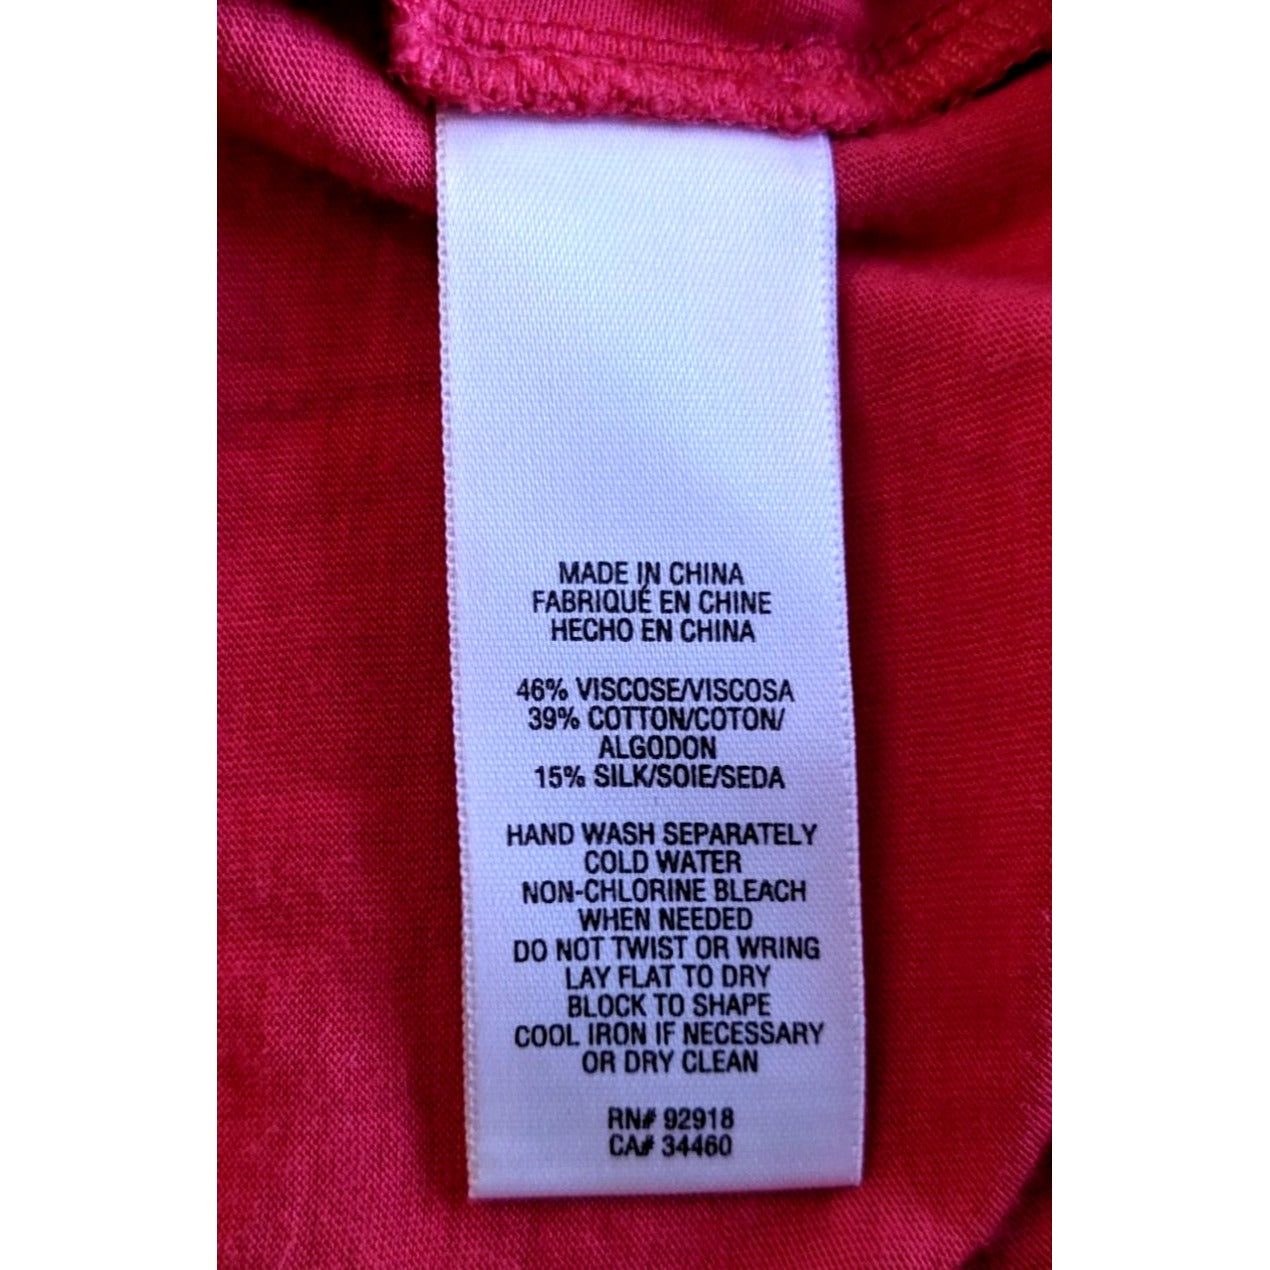 MADE IN CHINA
FABRIQUÉ EN CHINE
HECHO EN CHINA
46% VISCOSE/VISCOSA
39% COTTON/COTON/
ALGODON
15% SILK/SOIE/SEDA
HAND WASH SEPARATELY
COLD WATER
NON-CHLORINE BLEACH
WHEN NEEDED
DO NOT TWIST OR WRING
LAY FLAT TO DRY
BLOCK TO SHAPE
COOL IRON IF NECESSARY
OR DRY CLEAN
RN# 92918
CA# 34460